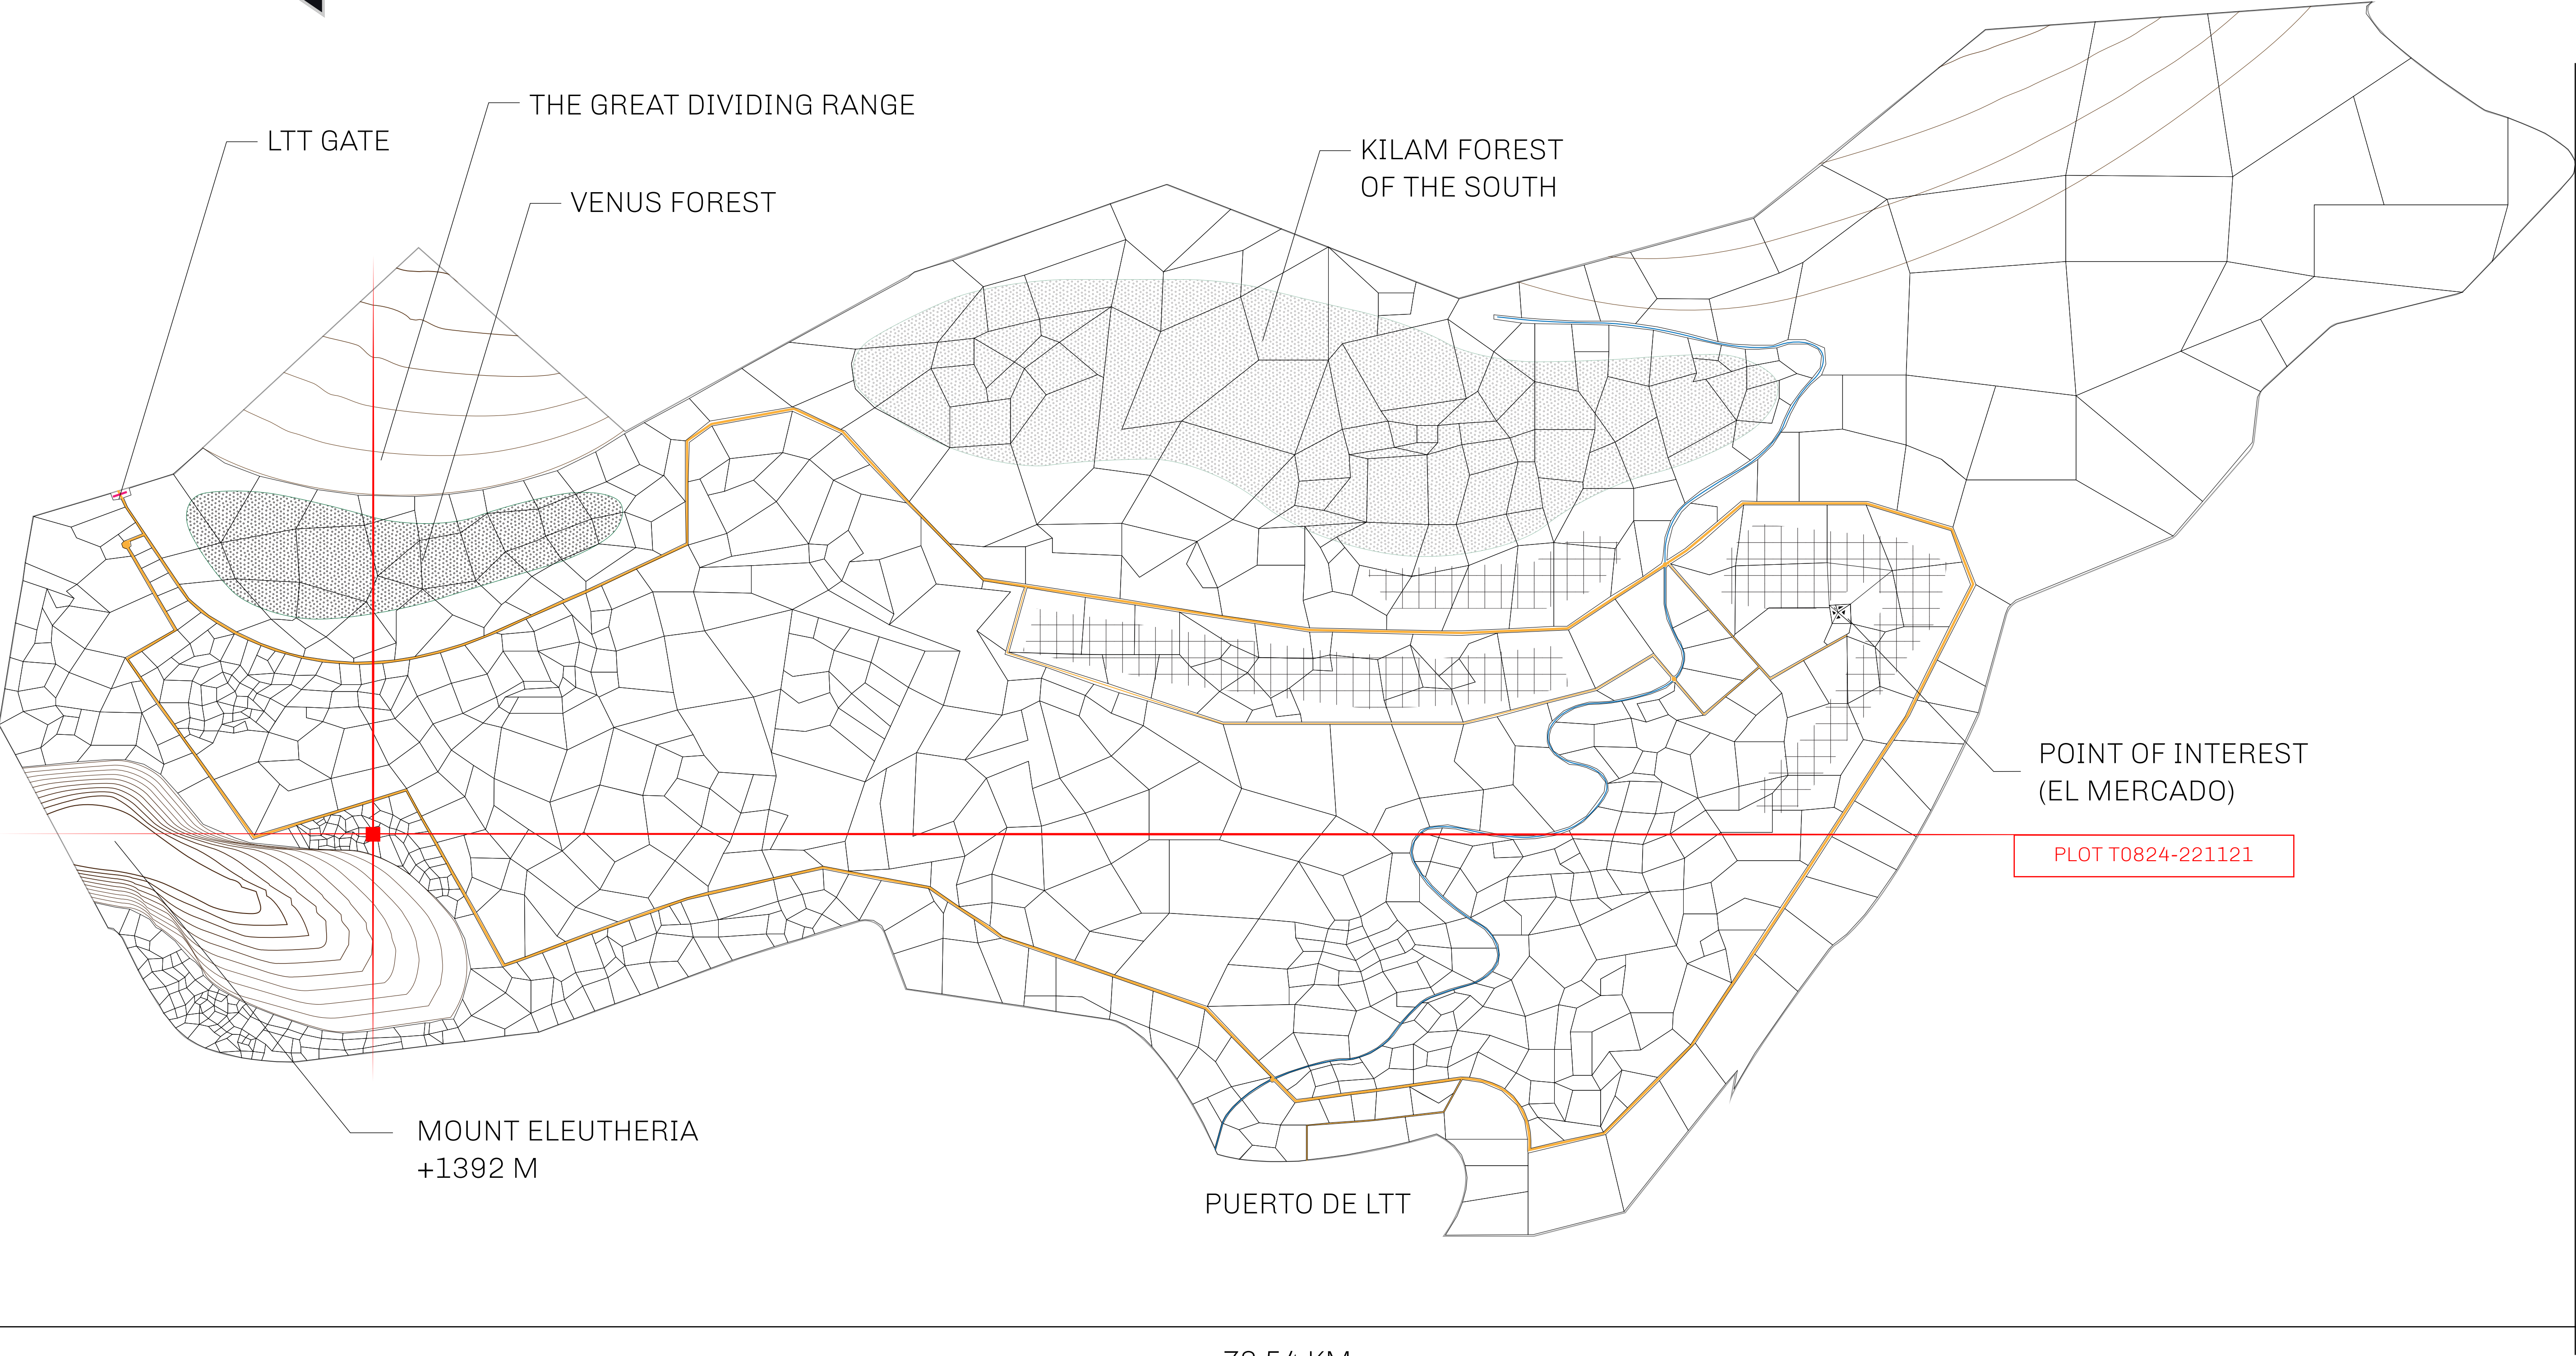 THE GREAT DIVIDING RANGE
LTT GATE
KILAM FOREST
OF THE SOUTH
VENUS FOREST
POINT OF INTEREST
(EL MERCADO)
PLOT T0824-221121
MOUNT ELEUTHERIA
+1392 M
PUERTO DE LTT
KM